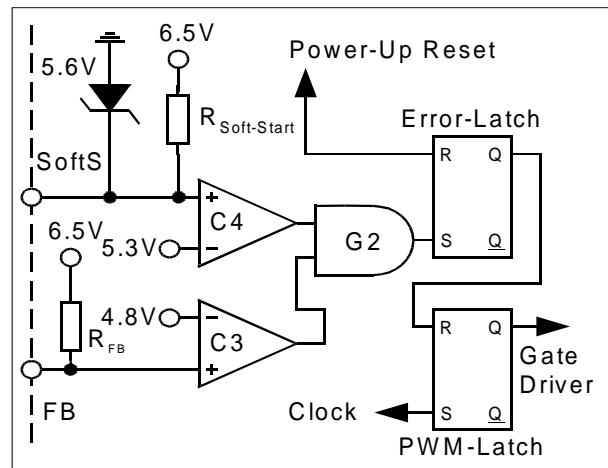 6.5V
Power-Up Reset
5.6V
R Soft-Start
Error-Latch
SoftS
R Q
+
C4
G2
6.5V
5.3V
-
S Q
4.8V
-
R FB
C3
R Q
+
Gate
Driver
FB
Clock
S Q
PWM-Latch